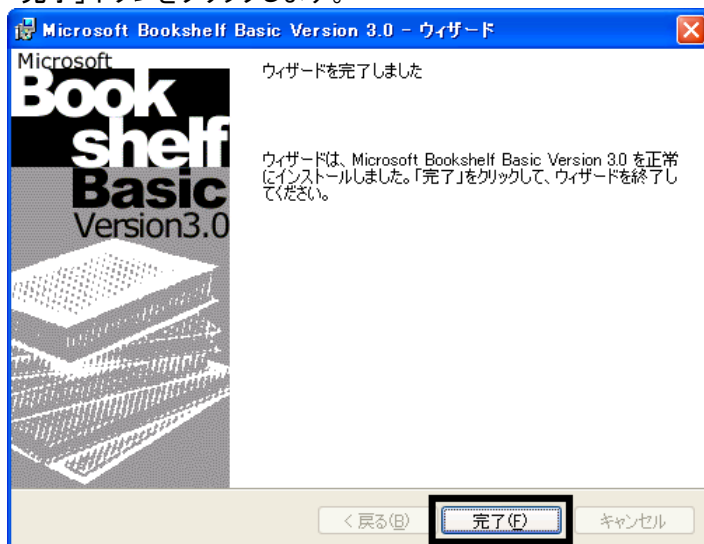 完了」ボタンをクリックします。
Microsoft Bookshelf Basic Version 3.0 - ウィザード
Microsoft
Book
shelf
Basic
Version3.0
ウィザードを完了しました
ウィザードは、Microsoft Bookshelf Basic Version 3.0 を正常
にインストールしました。「完了」をクリックして、ウィザードを終了し
てください。
< 戻る(B)
完了(F)
キャンセル